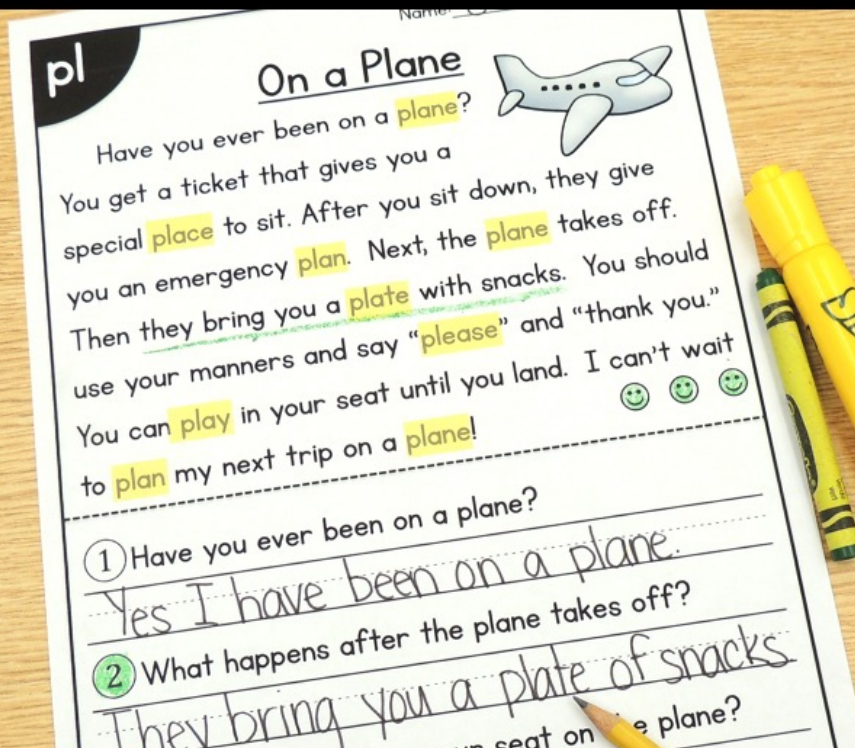 Name:
pl
On a Plane
Have you ever been on a plane?
You get a ticket that gives you a
special place to sit. After you sit down, they give
you an emergency plan. Next, the plane takes off.
Then they bring you a plate with snacks. You should
use your manners and say “please” and “thank you.”
You can play in your seat until you land. I can't wait
to plan my next trip on a plane!
1 Have you ever been on a plane?
Yes I have been on a plane.
2 What happens after the plane takes off?
They bring you a plate of snacks
seat on plane?